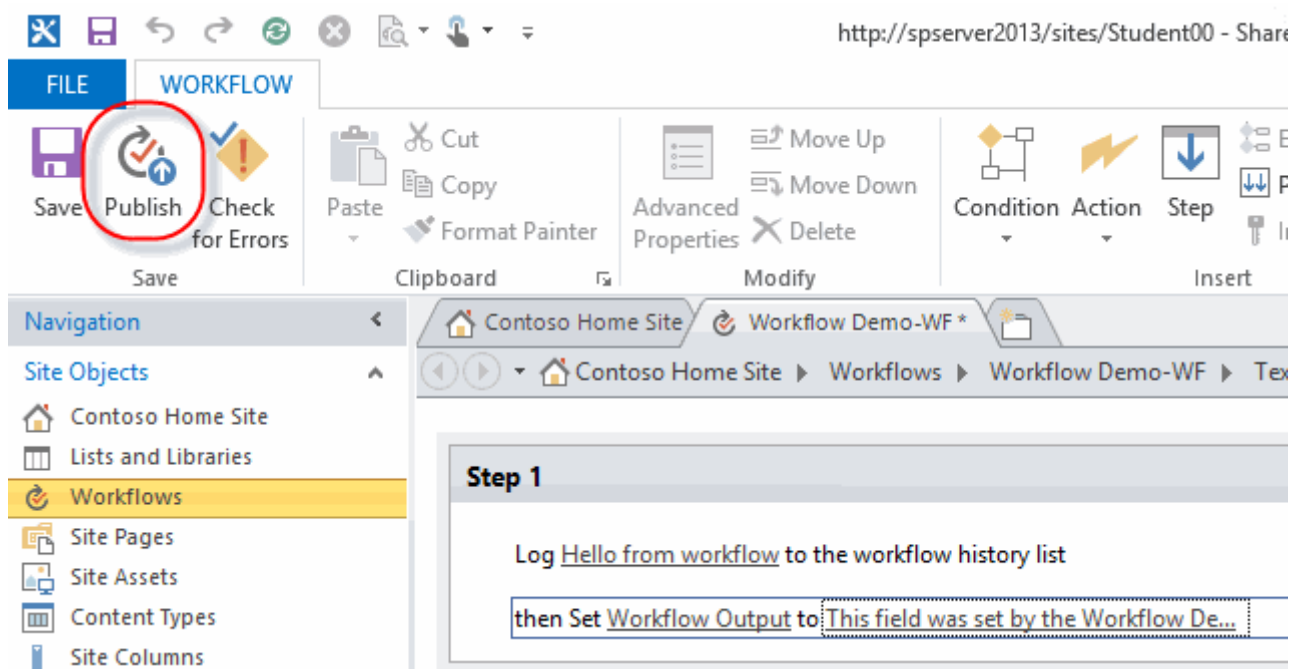 http://spserver2013/sites/Student00 - Share
FILE WORKFLOW
Save Publish Check for Errors
Paste
Cut
Copy
Format Painter
Advanced Properties
Move Up
Move Down
Delete
Condition Action Step
E
P
I
Save Clipboard Modify Insert
Navigation
Contoso Home Site Workflow Demo-WF *
Site Objects
Contoso Home Site Workflows Workflow Demo-WF Tex
Contoso Home Site
Lists and Libraries
Workflows
Site Pages
Site Assets
Content Types
Site Columns
Step 1
Log Hello from workflow to the workflow history list
then Set Workflow Output to This field was set by the Workflow De...